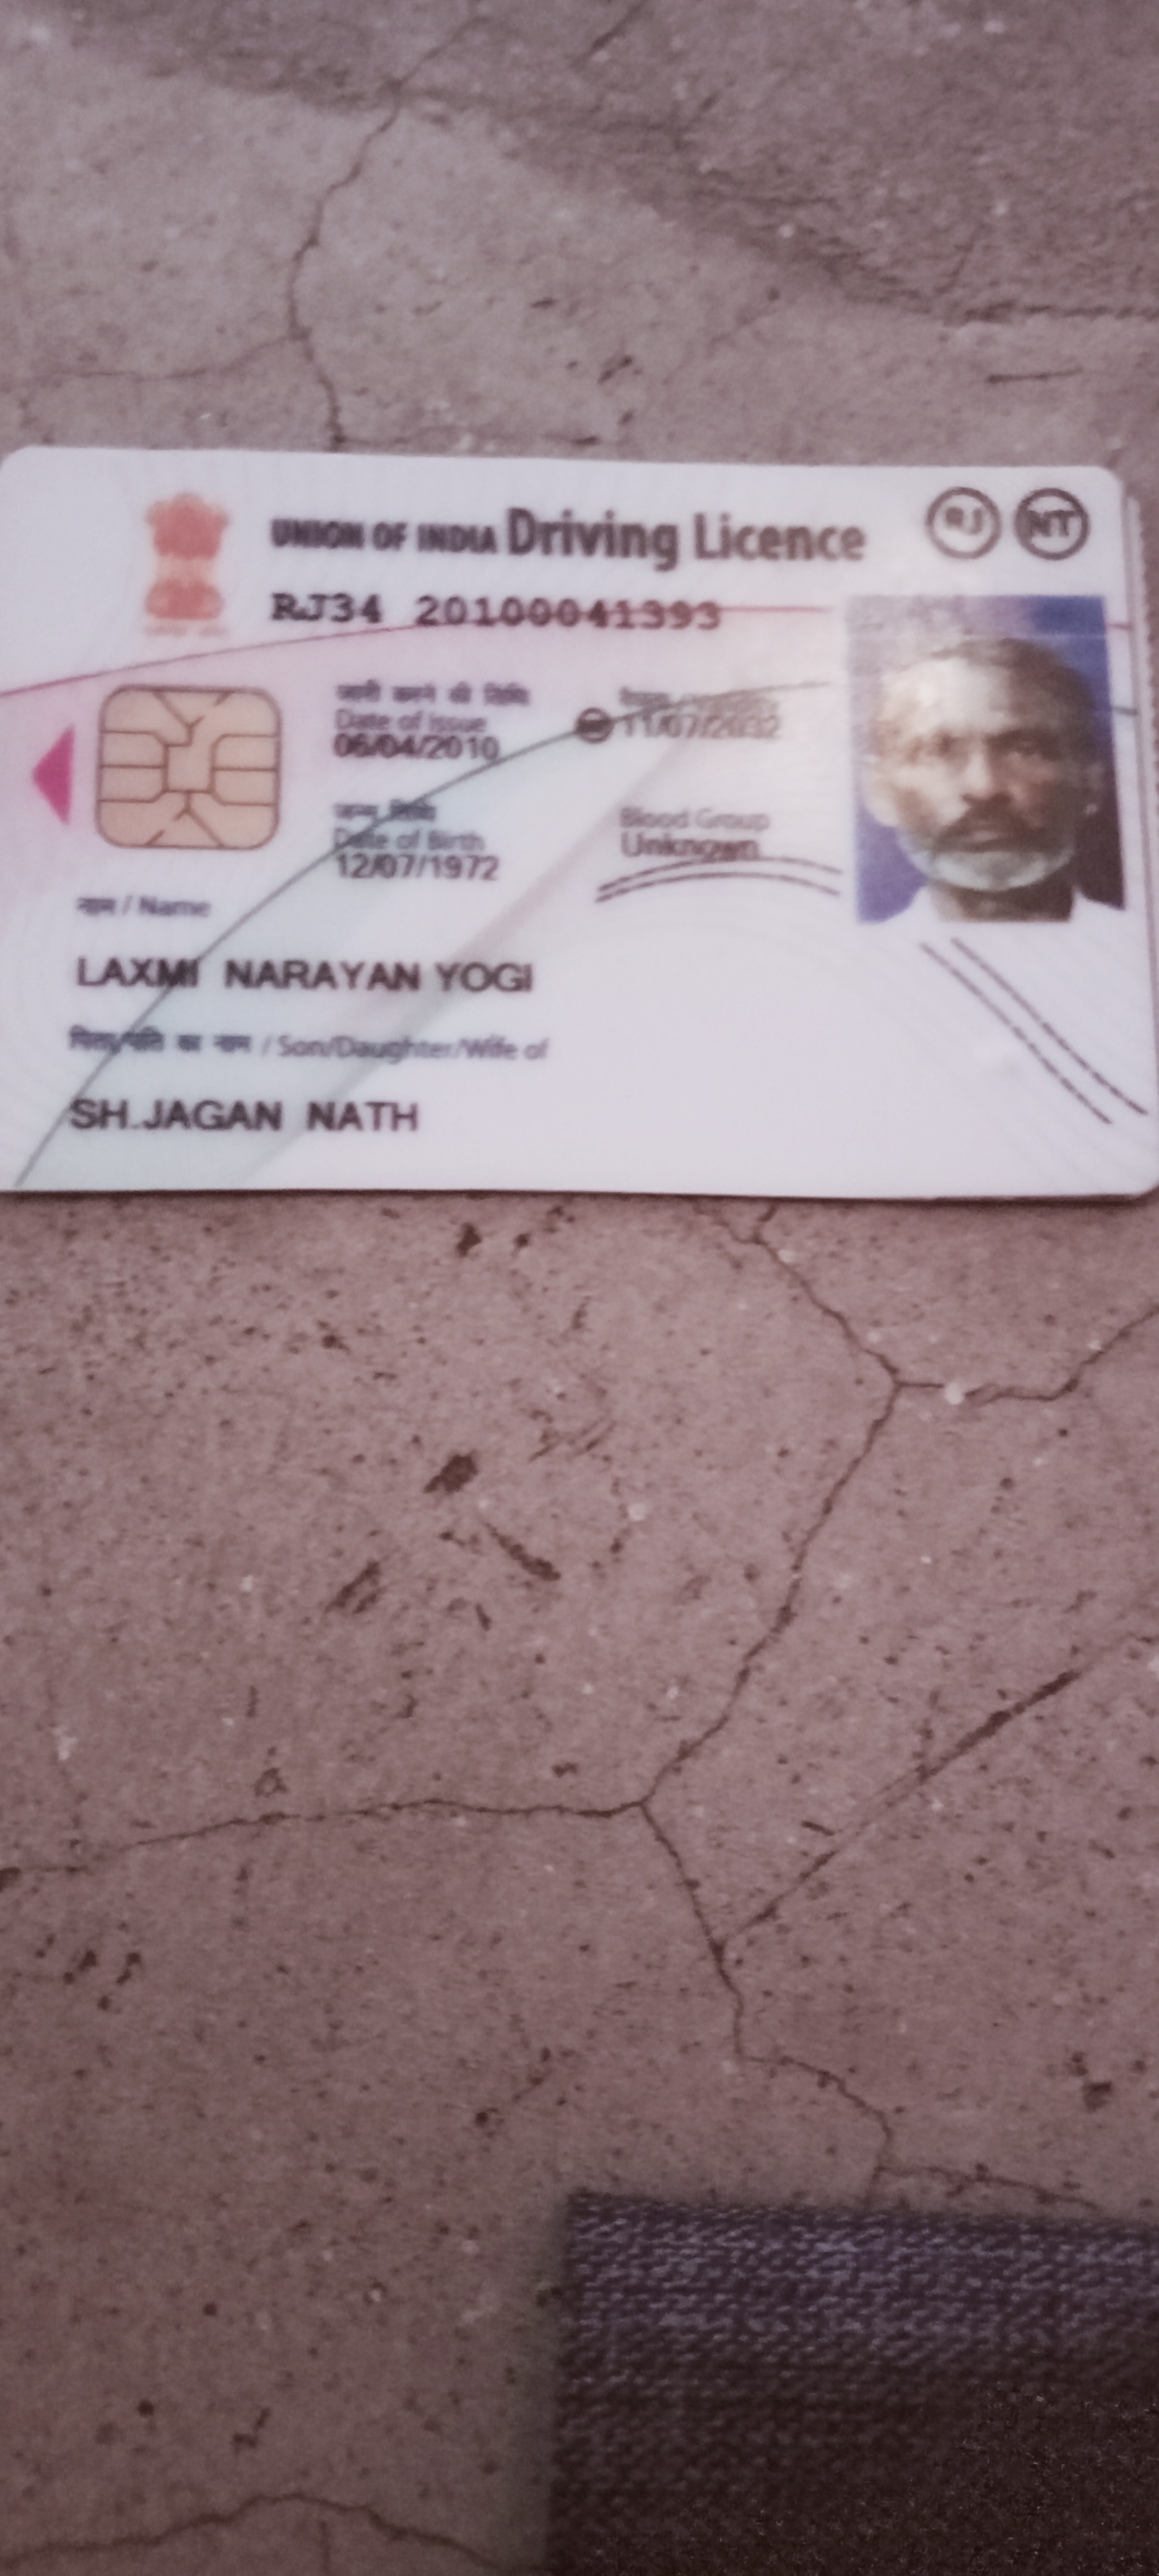 UNION OF INDIA Driving Licence
RJ NT
RJ34 20100041393
जारी करने की तिथि
Date of Issue
06/04/2010
11/07/2032
जन्म तिथि
Date of Birth
12/07/1972
Blood Group
Unknown
नाम / Name
LAXMI NARAYAN YOGI
पिता/पति का नाम / Son/Daughter/Wife of
SH.JAGAN NATH